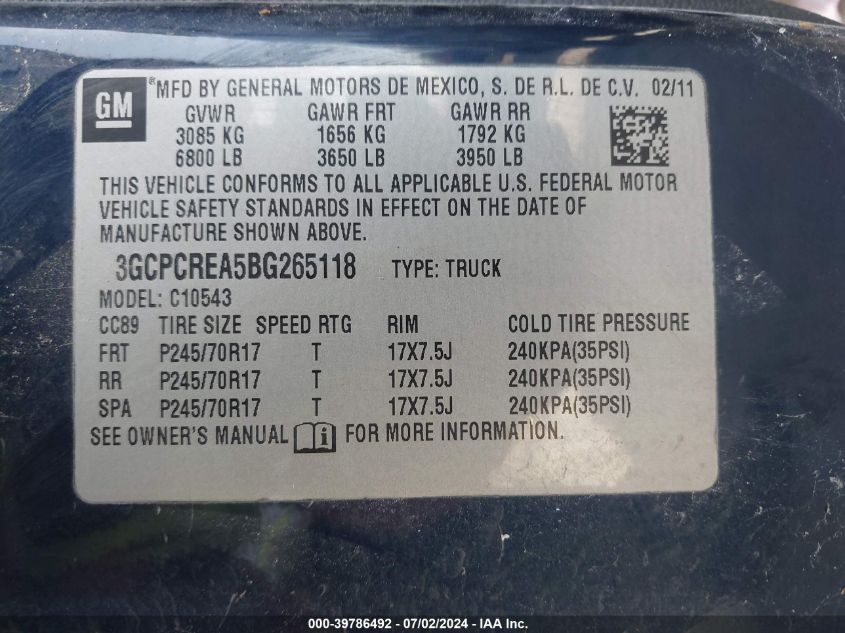 GM ®MFD BY GENERAL MOTORS DE MEXICO, S. DE R.L. DE C.V. 02/11
GVWR GAWR FRT GAWR RR
3085 KG 1656 KG 1792 KG
6800 LB 3650 LB 3950 LB
THIS VEHICLE CONFORMS TO ALL APPLICABLE U.S. FEDERAL MOTOR
VEHICLE SAFETY STANDARDS IN EFFECT ON THE DATE OF
MANUFACTURE SHOWN ABOVE.
3GCPCREA5BG265118 TYPE: TRUCK
MODEL: C10543
CC89 TIRE SIZE SPEED RTG RIM COLD TIRE PRESSURE
FRT P245/70R17 T 17X7.5J 240KPA(35PSI)
RR P245/70R17 T 17X7.5J 240KPA(35PSI)
SPA P245/70R17 T 17X7.5J 240KPA(35PSI)
SEE OWNER'S MANUAL i FOR MORE INFORMATION.
000-39786492 - 07/02/2024 - IAA Inc.